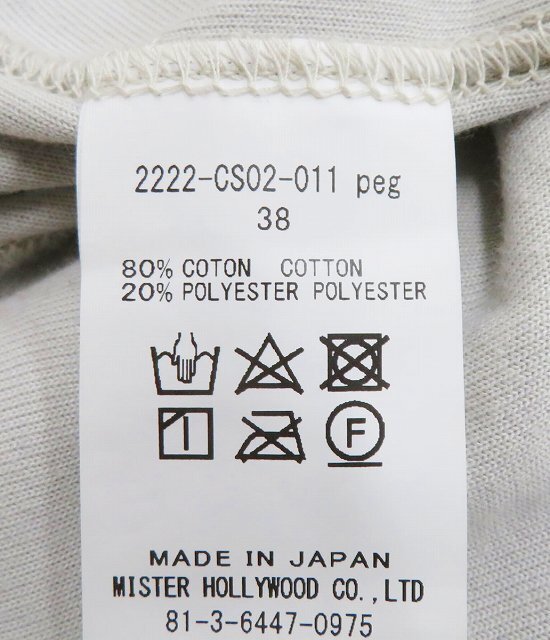 2222-CS02-011 peg
38
80% COTON COTTON
20% POLYESTER POLYESTER
F
MADE IN JAPAN
MISTER HOLLYWOOD CO.,LTD
81-3-6447-0975